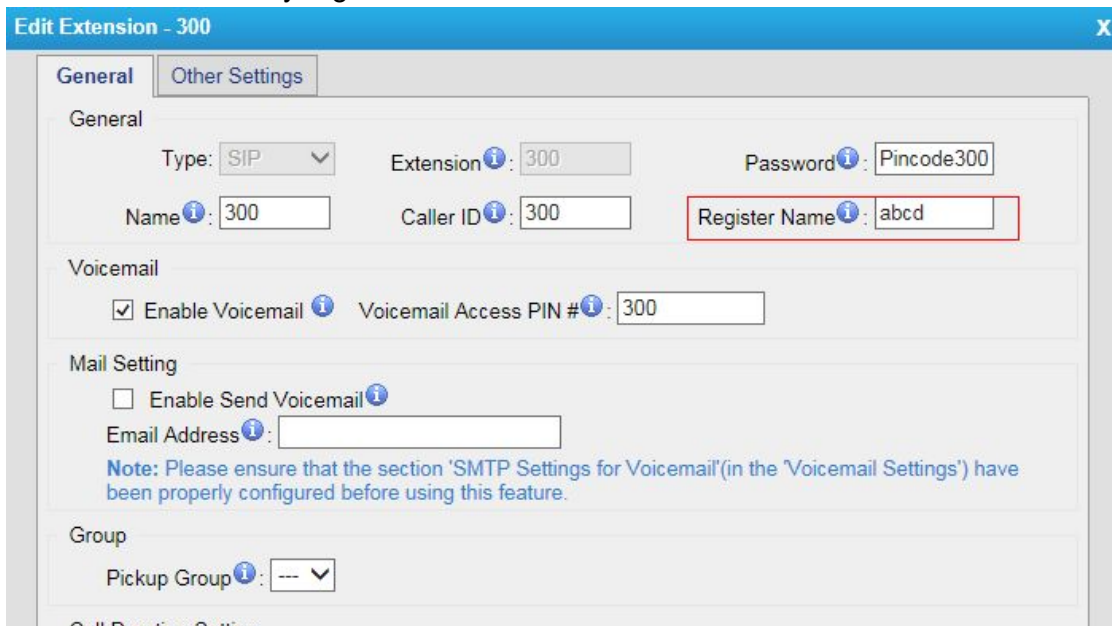 Edit Extension - 300 X
General Other Settings
General
Type: SIP Extension : 300 Password : Pincode300
Name : 300 Caller ID : 300 Register Name : abcd
Voicemail
Enable Voicemail Voicemail Access PIN # : 300
Mail Setting
Enable Send Voicemail
Email Address :
Note: Please ensure that the section 'SMTP Settings for Voicemail'(in the 'Voicemail Settings') have
been properly configured before using this feature.
Group
Pickup Group : ---